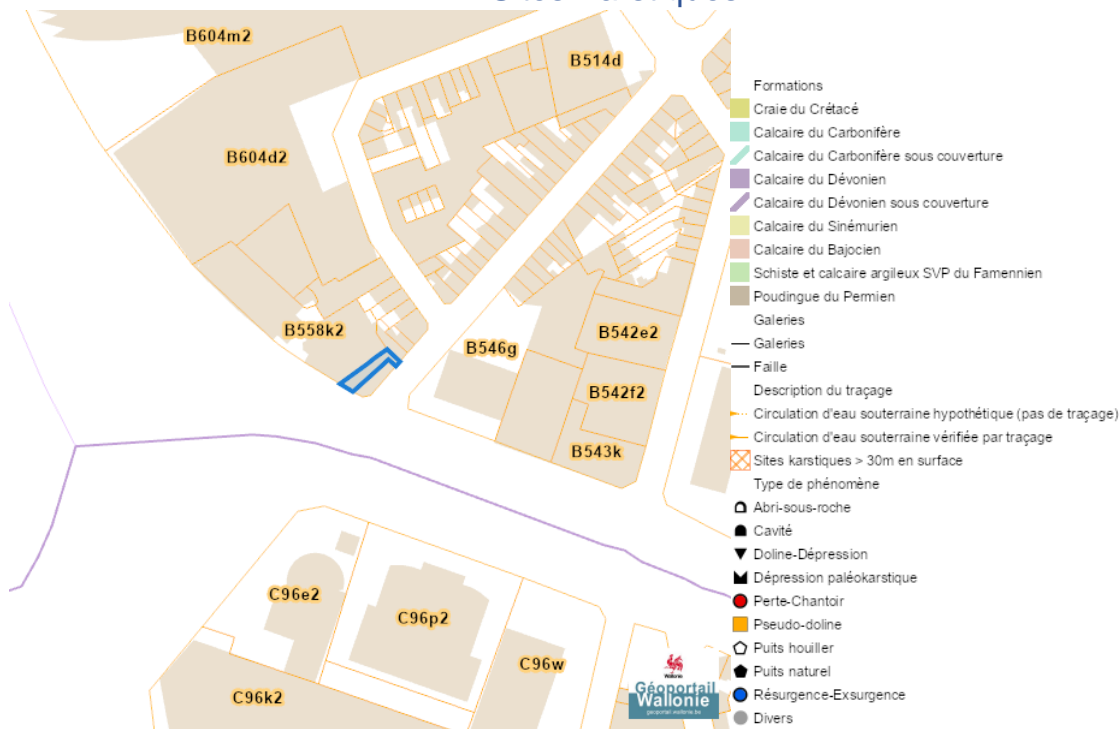 B604m2
B514d
B604d2
B558k2
B546g
B542e2
B542f2
B543k
C96e2
C96p2
C96w
C96k2
Wallonie
Géoportail
Wallonie
geoportail.wallonie.be
Formations
Craie du Crétacé
Calcaire du Carbonifère
Calcaire du Carbonifère sous couverture
Calcaire du Dévonien
Calcaire du Dévonien sous couverture
Calcaire du Sinémurien
Calcaire du Bajocien
Schiste et calcaire argileux SVP du Famennien
Poudingue du Permien
Galeries
Galeries
Faille
Description du traçage
Circulation d'eau souterraine hypothétique (pas de traçage)
Circulation d'eau souterraine vérifiée par traçage
Sites karstiques > 30m en surface
Type de phénomène
Abri-sous-roche
Cavité
Doline-Dépression
Dépression paléokarstique
Perte-Chantoir
Pseudo-doline
Puits houiller
Puits naturel
Résurgence-Exsurgence
Divers